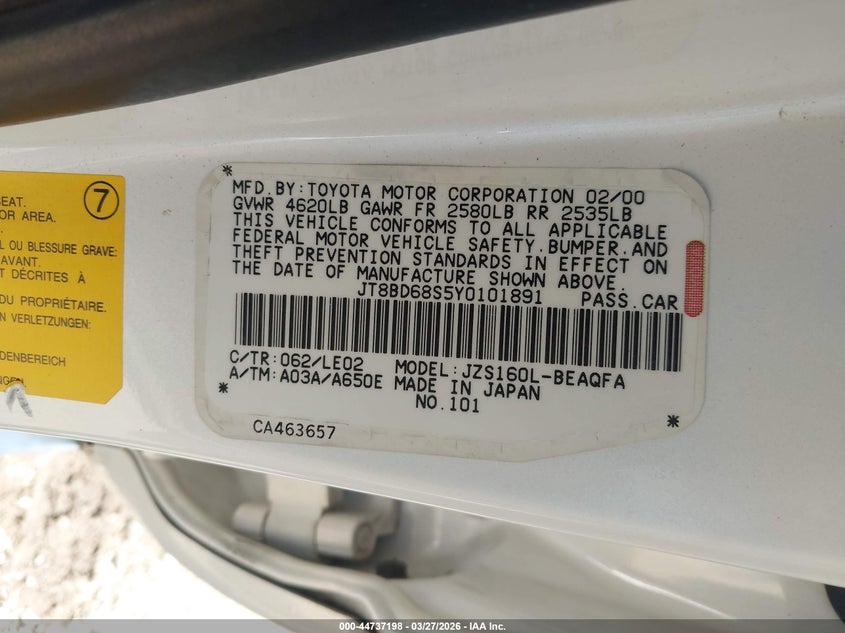 7
SEAT.
OR AREA.
L OU BLESSURE GRAVE:
'AVANT.
T DÉCRITES À
DU PROPRIÉTAIRE.
EN VERLETZUNGEN:
DENBEREICH
NGEN
MFD.BY:TOYOTA MOTOR CORPORATION 02/00
GVWR 4620LB GAWR FR 2580LB RR 2535LB
THIS VEHICLE CONFORMS TO ALL APPLICABLE
FEDERAL MOTOR VEHICLE SAFETY.BUMPER.AND
THEFT PREVENTION STANDARDS IN EFFECT ON
THE DATE OF MANUFACTURE SHOWN ABOVE.
JT8BD68S5Y0101891 PASS.CAR
C/TR:062/LE02 MODEL:JZS160L-BEAQFA
A/TM:A03A/A650E MADE IN JAPAN
NO.101
CA463657
000-44737198 - 03/27/2026 - IAA Inc.